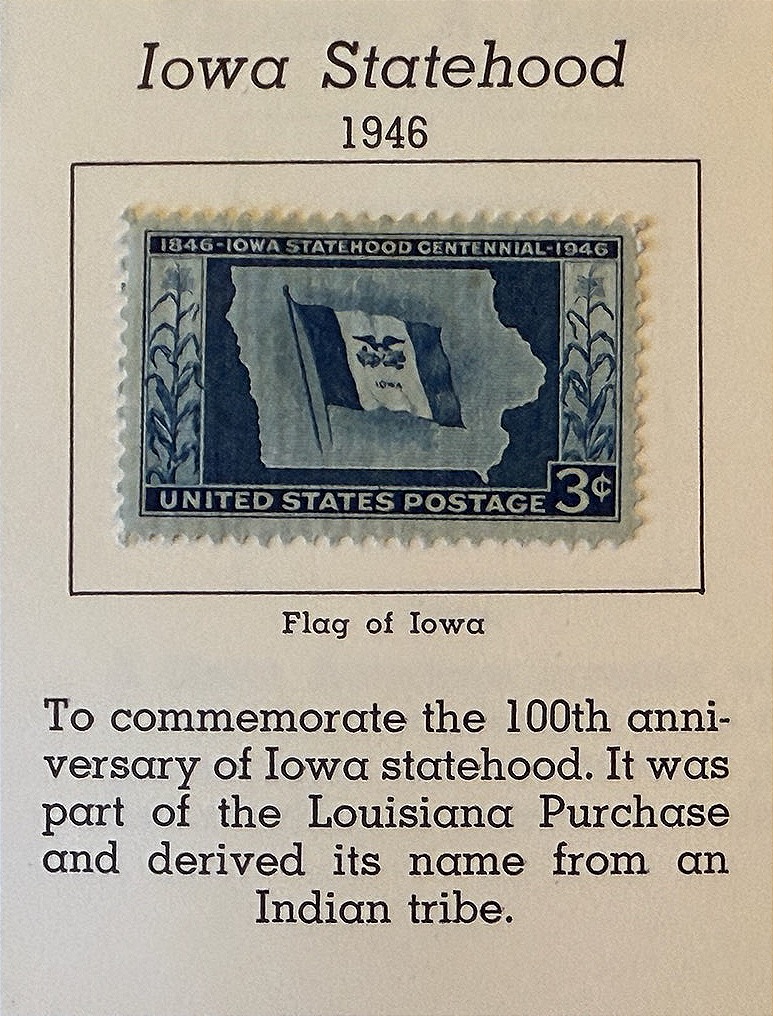 Iowa Statehood
1946
1846-IOWA STATEHOOD CENTENNIAL-1946
IOWA
UNITED STATES POSTAGE 3¢
Flag of Iowa
To commemorate the 100th anni-
versary of Iowa statehood. It was
part of the Louisiana Purchase
and derived its name from an
Indian tribe.